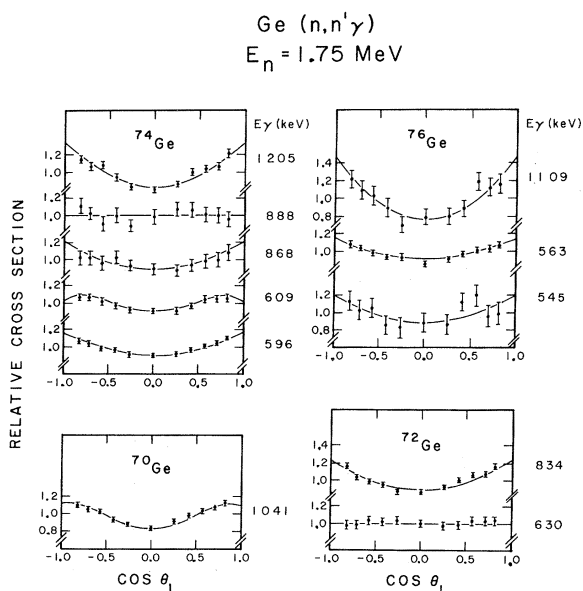 Ge (n,n'γ)
Eₙ = 1.75 MeV
RELATIVE CROSS SECTION
⁷⁴Ge
Eγ (keV)
1.2
1.0
1205
1.0
888
1.2
1.0
868
1.2
1.0
609
1.2
1.0
596
-1.0 -0.5 0.0 0.5 1.0
⁷⁶Ge
Eγ (keV)
1.4
1.2
1.0
0.8
1109
1.2
1.0
563
1.2
1.0
0.8
545
-1.0 -0.5 0.0 0.5 1.0
⁷⁰Ge
1.2
1.0
0.8
1041
-1.0 -0.5 0.0 0.5 1.0
COS θ₁
⁷²Ge
1.4
1.2
1.0
834
1.0
630
-1.0 -0.5 0.0 0.5 1.0
COS θ₁